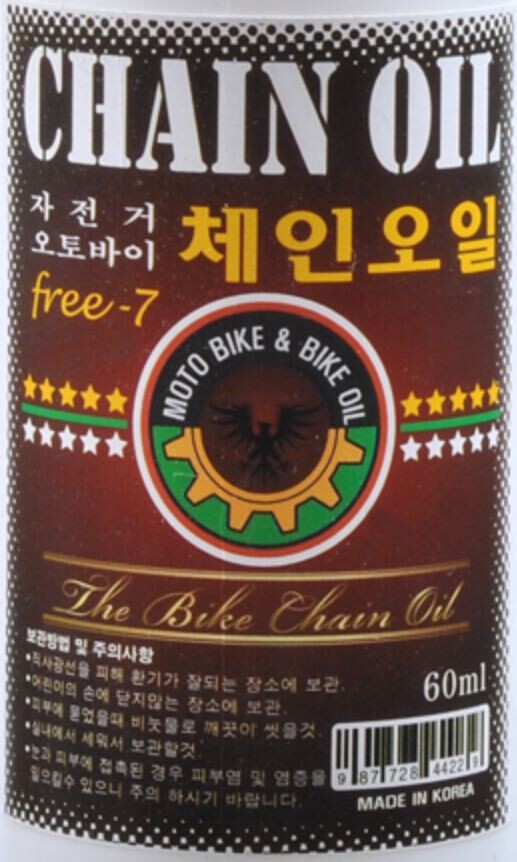 CHAIN OIL
자 전 거
오토바이
체인오일
free-7
MOTO BIKE & BIKE OIL
The Bike Chain Oil
보관방법 및 주의사항
•직사광선을 피해 환기가 잘되는 장소에 보관.
•어린이의 손에 닫지않는 장소에 보관.
•피부에 묻었을때 비눗물로 깨끗이 씻을것.
•실내에서 세워서 보관할것.
•눈과 피부에 접촉된 경우 피부염 및 염증을
일으킬수 있으니 주의 하시기 바랍니다.
60ml
9 87 728 4422 9
MADE IN KOREA